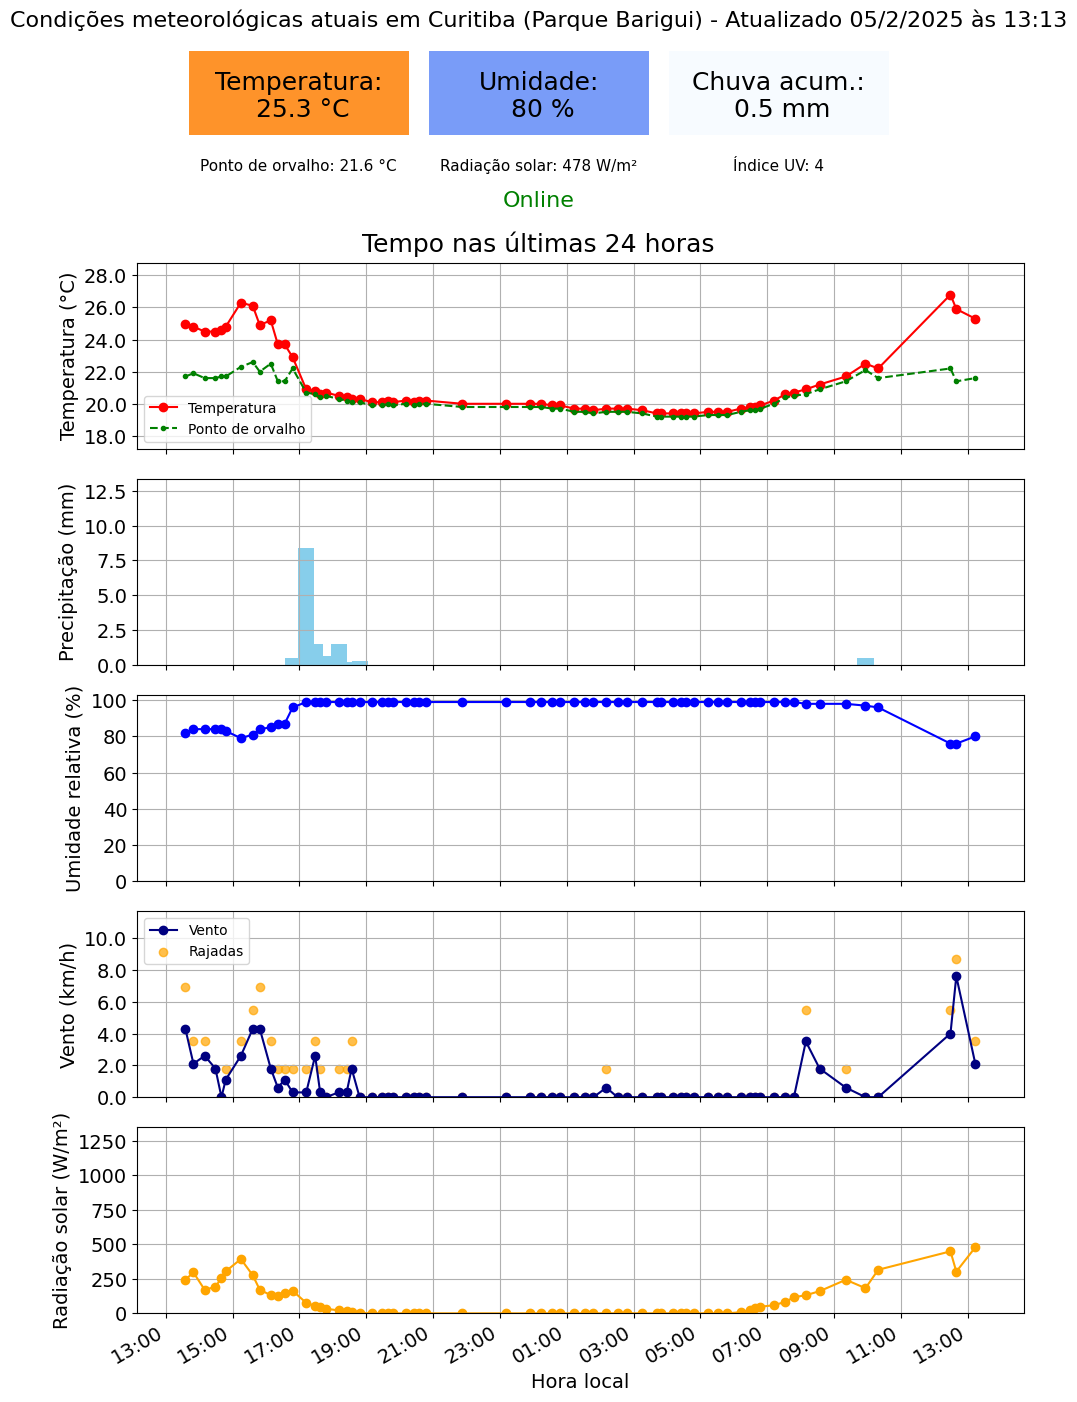 Condições meteorológicas atuais em Curitiba (Parque Barigui) - Atualizado 05/2/2025 às 13:13
Temperatura:
25.3 °C
Umidade:
80 %
Chuva acum.:
0.5 mm
Ponto de orvalho: 21.6 °C
Radiação solar: 478 W/m²
Índice UV: 4
Online
Tempo nas últimas 24 horas
Temperatura (°C)
28.0
26.0
24.0
22.0
20.0
18.0
Temperatura
Ponto de orvalho
Precipitação (mm)
12.5
10.0
7.5
5.0
2.5
0.0
Umidade relativa (%)
100
80
60
40
20
0
Vento (km/h)
10.0
8.0
6.0
4.0
2.0
0.0
Vento
Rajadas
Radiação solar (W/m²)
1250
1000
750
500
250
0
13:00
15:00
17:00
19:00
21:00
23:00
01:00
03:00
05:00
07:00
09:00
11:00
13:00
Hora local